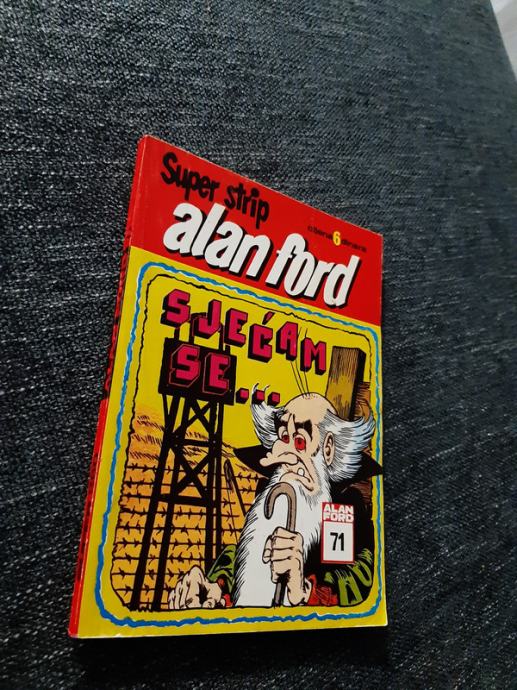 Super strip
cijena 6 dinara
alan ford
SJEĆAM
SE...
ALAN
FORD
71